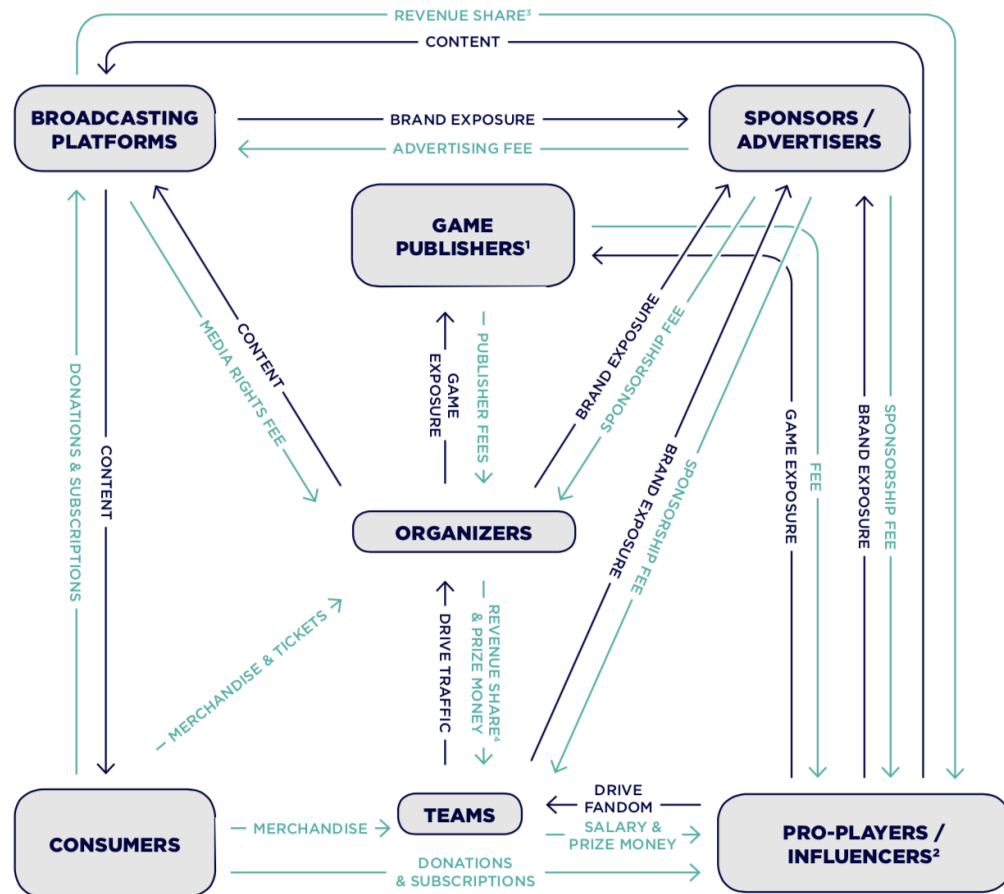 REVENUE SHARE³
CONTENT
BROADCASTING
PLATFORMS
BRAND EXPOSURE
ADVERTISING FEE
SPONSORS /
ADVERTISERS
GAME
PUBLISHERS¹
DONATIONS & SUBSCRIPTIONS
CONTENT
MEDIA RIGHTS FEE
CONTENT
GAME
EXPOSURE
PUBLISHER FEES
BRAND EXPOSURE
SPONSORSHIP FEE
BRAND EXPOSURE
SPONSORSHIP FEE
GAME EXPOSURE
FEE
BRAND EXPOSURE
SPONSORSHIP FEE
ORGANIZERS
MERCHANDISE & TICKETS
DRIVE TRAFFIC
REVENUE SHARE⁴
& PRIZE MONEY
CONSUMERS
MERCHANDISE
TEAMS
DRIVE
FANDOM
SALARY &
PRIZE MONEY
DONATIONS
& SUBSCRIPTIONS
PRO-PLAYERS /
INFLUENCERS²